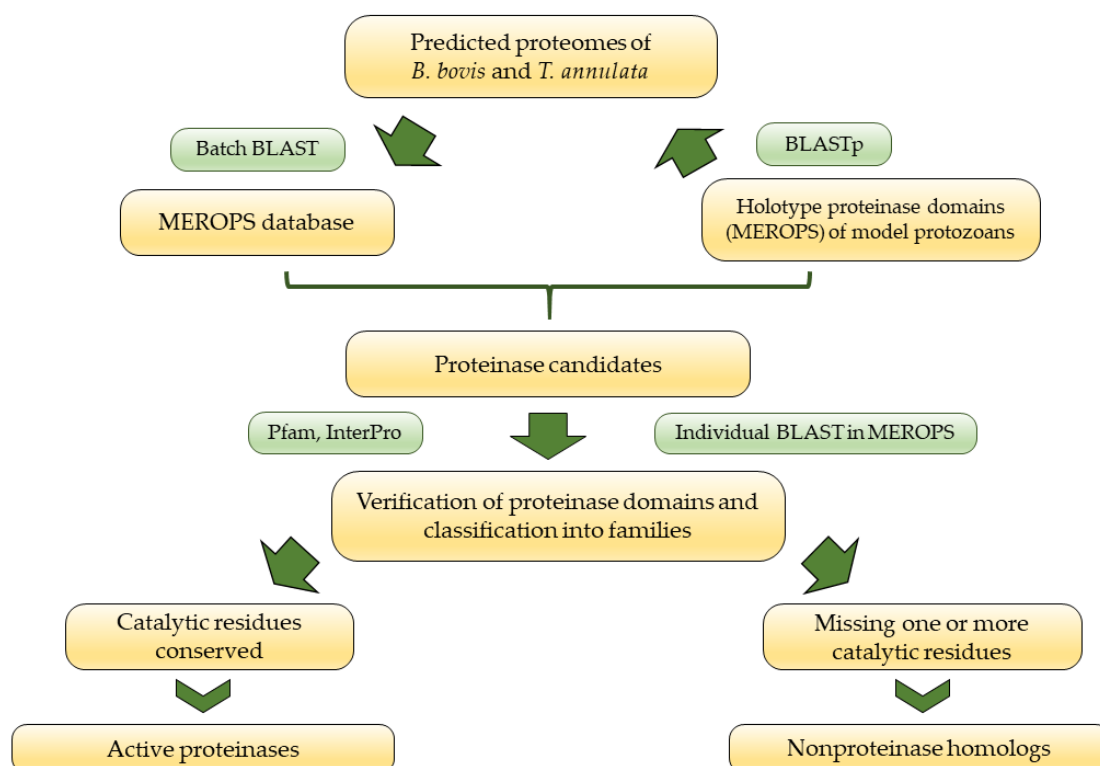 Predicted proteomes of
B. bovis and T. annulata
Batch BLAST
BLASTp
MEROPS database
Holotype proteinase domains
(MEROPS) of model protozoans
Proteinase candidates
Pfam, InterPro
Individual BLAST in MEROPS
Verification of proteinase domains and
classification into families
Catalytic residues
conserved
Missing one or more
catalytic residues
Active proteinases
Nonproteinase homologs